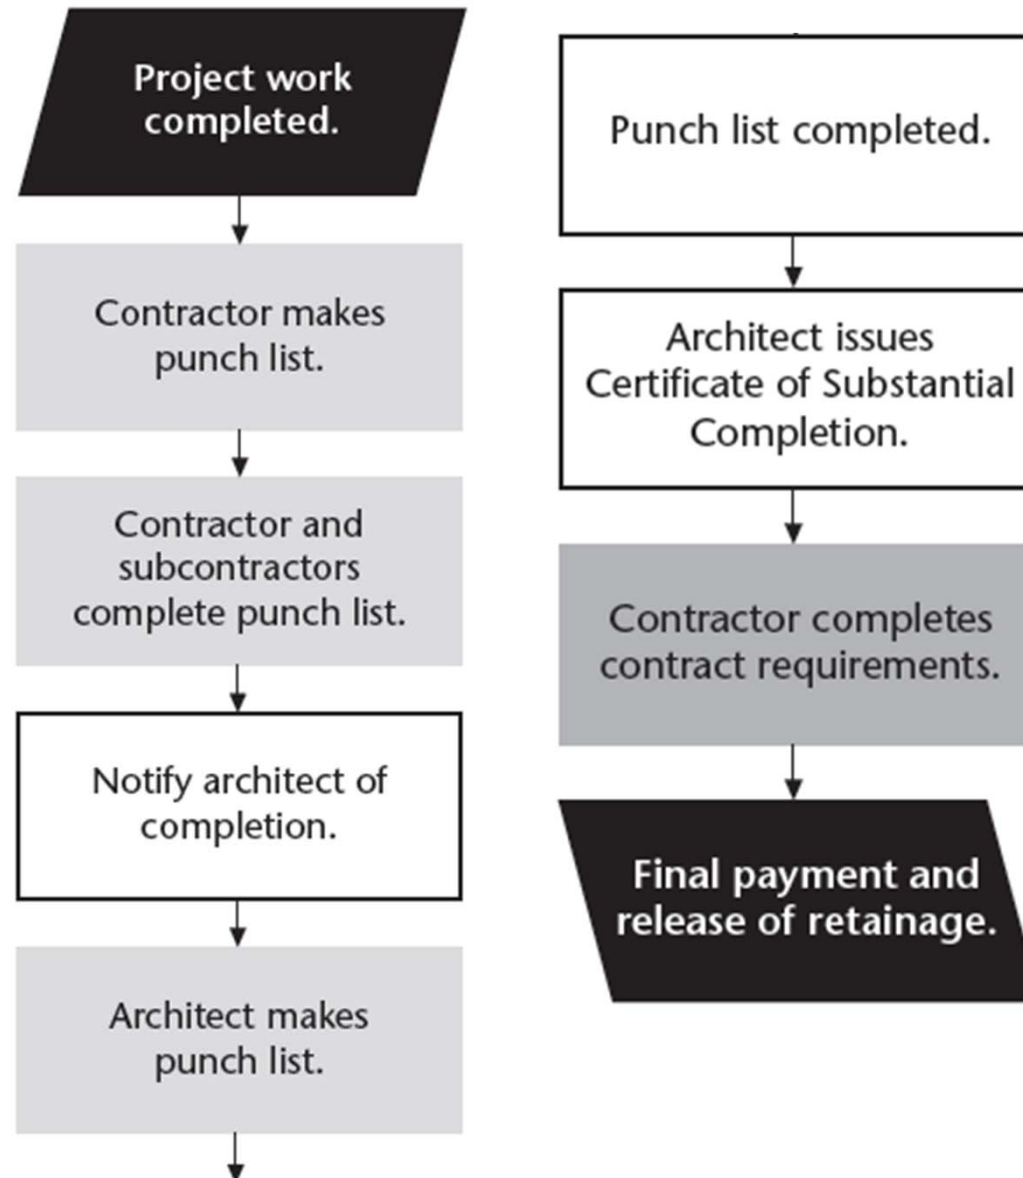 Project work
completed.
Contractor makes
punch list.
Contractor and
subcontractors
complete punch list.
Notify architect of
completion.
Architect makes
punch list.
Punch list completed.
Architect issues
Certificate of Substantial
Completion.
Contractor completes
contract requirements.
Final payment and
release of retainage.